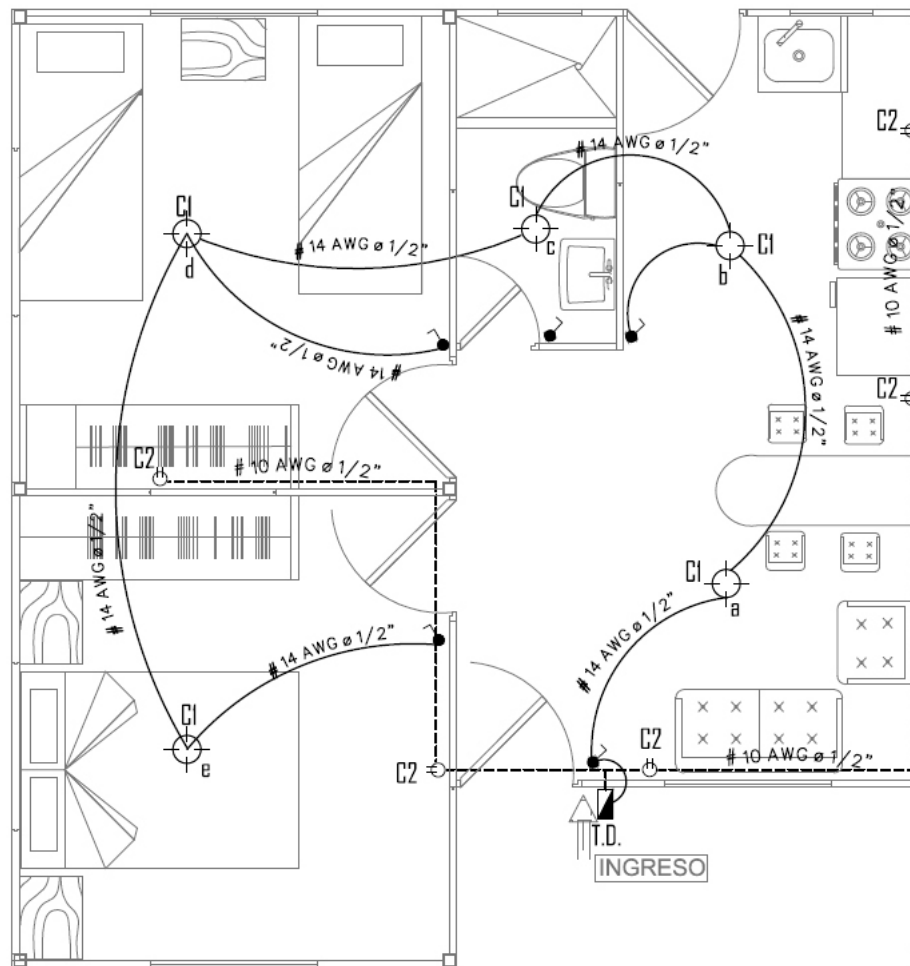 # 14 AWG ø 1/2"
C2
C1
C1
# 14 AWG ø 1/2"
c
C1
b
d
# 10 AWG ø 1/2"
# 14 AWG ø 1/2"
# 14 AWG ø 1/2"
C2
C2
# 10 AWG ø 1/2"
# 14 AWG ø 1/2"
C1
a
# 14 AWG ø 1/2"
# 14 AWG ø 1/2"
C1
e
C2
C2
# 10 AWG ø 1/2"
T.D.
INGRESO